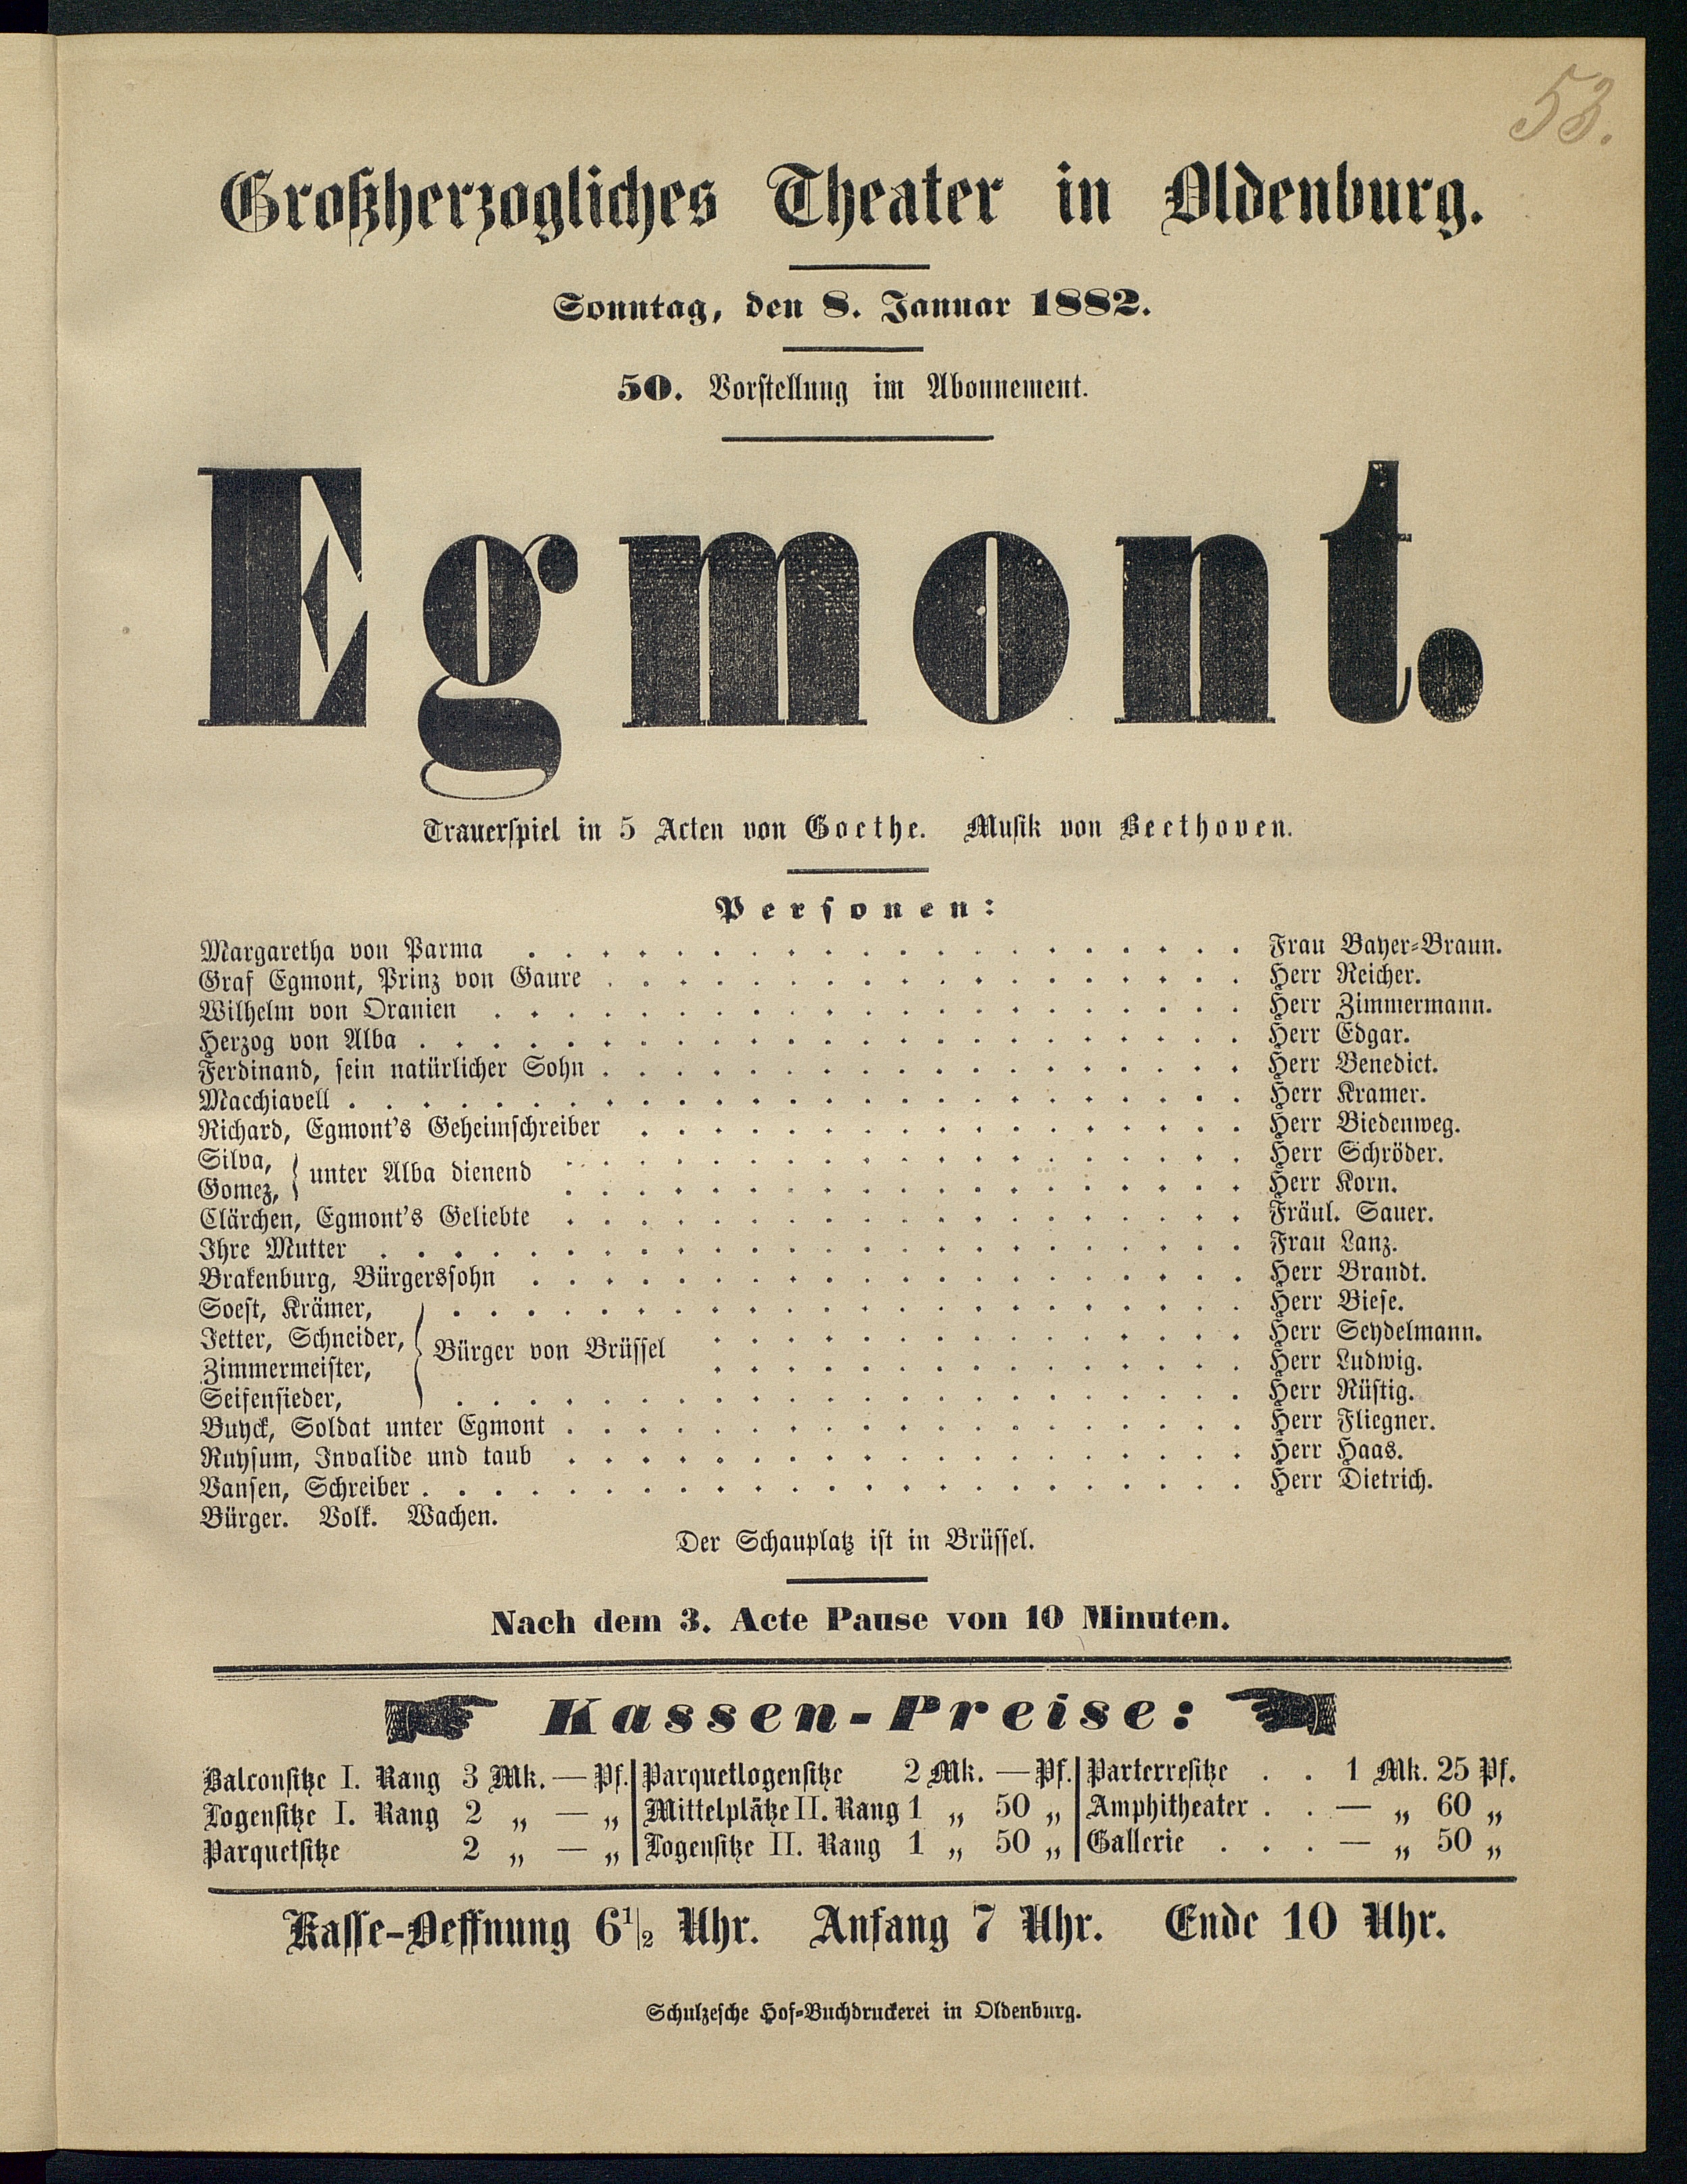 53.
Großherzogliches Theater in Oldenburg.
Sonntag, den 8. Januar 1882.
50. Vorstellung im Abonnement.
Egmont.
Trauerspiel in 5 Acten von Goethe. Musik von Beethoven.
Personen:
Margaretha von Parma . . . . . . . . . . . . . . . . . . . . Frau Bayer-Braun.
Graf Egmont, Prinz von Gaure . . . . . . . . . . . . . . . . . . Herr Reicher.
Wilhelm von Oranien . . . . . . . . . . . . . . . . . . . . . Herr Zimmermann.
Herzog von Alba . . . . . . . . . . . . . . . . . . . . . . . Herr Edgar.
Ferdinand, sein natürlicher Sohn . . . . . . . . . . . . . . . . . . Herr Benedict.
Macchiavell . . . . . . . . . . . . . . . . . . . . . . . . . Herr Kramer.
Richard, Egmont's Geheimschreiber . . . . . . . . . . . . . . . . . Herr Biedenweg.
Silva, } unter Alba dienend . . . . . . . . . . . . . . . . . . . Herr Schröder.
Gomez, . . . . . . . . . . . . . . . . . . . Herr Korn.
Clärchen, Egmont's Geliebte . . . . . . . . . . . . . . . . . . . Fräul. Sauer.
Ihre Mutter . . . . . . . . . . . . . . . . . . . . . . . . Frau Lanz.
Brakenburg, Bürgerssohn . . . . . . . . . . . . . . . . . . . . Herr Brandt.
Soest, Krämer, . . . . . . . . . . . . . . . . . . . . . . Herr Biese.
Jetter, Schneider, } Bürger von Brüssel . . . . . . . . . . . . . . . Herr Seydelmann.
Zimmermeister, . . . . . . . . . . . . . . . Herr Ludwig.
Seifensieder, . . . . . . . . . . . . . . . . . . . . . . Herr Rüstig.
Buyck, Soldat unter Egmont . . . . . . . . . . . . . . . . . . . Herr Fliegner.
Ruysum, Invalide und taub . . . . . . . . . . . . . . . . . . . Herr Haas.
Vansen, Schreiber . . . . . . . . . . . . . . . . . . . . . . . Herr Dietrich.
Bürger. Volk. Wachen.
Der Schauplatz ist in Brüssel.
Nach dem 3. Acte Pause von 10 Minuten.
Kassen-Preise:
Balconsitze I. Rang 3 Mk. — Pf. | Parquetlogensitze 2 Mk. — Pf. | Parterresitze . . 1 Mk. 25 Pf.
Logensitze I. Rang 2 „ — „ | Mittelplätze II. Rang 1 „ 50 „ | Amphitheater . . — „ 60 „
Parquetsitze 2 „ — „ | Logensitze II. Rang 1 „ 50 „ | Gallerie . . . — „ 50 „
Kasse-Oeffnung 6 1/2 Uhr. Anfang 7 Uhr. Ende 10 Uhr.
Schulzesche Hof-Buchdruckerei in Oldenburg.